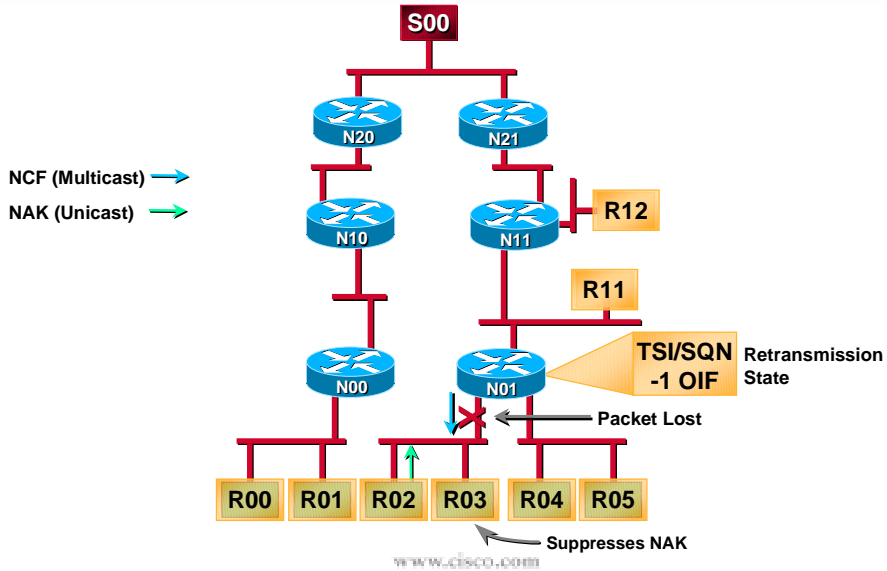 S00
N20
N21
NCF (Multicast)
NAK (Unicast)
N10
N11
R12
R11
N00
N01
TSI/SQN
-1 OIF
Retransmission
State
Packet Lost
R00
R01
R02
R03
R04
R05
Suppresses NAK
www.cisco.com